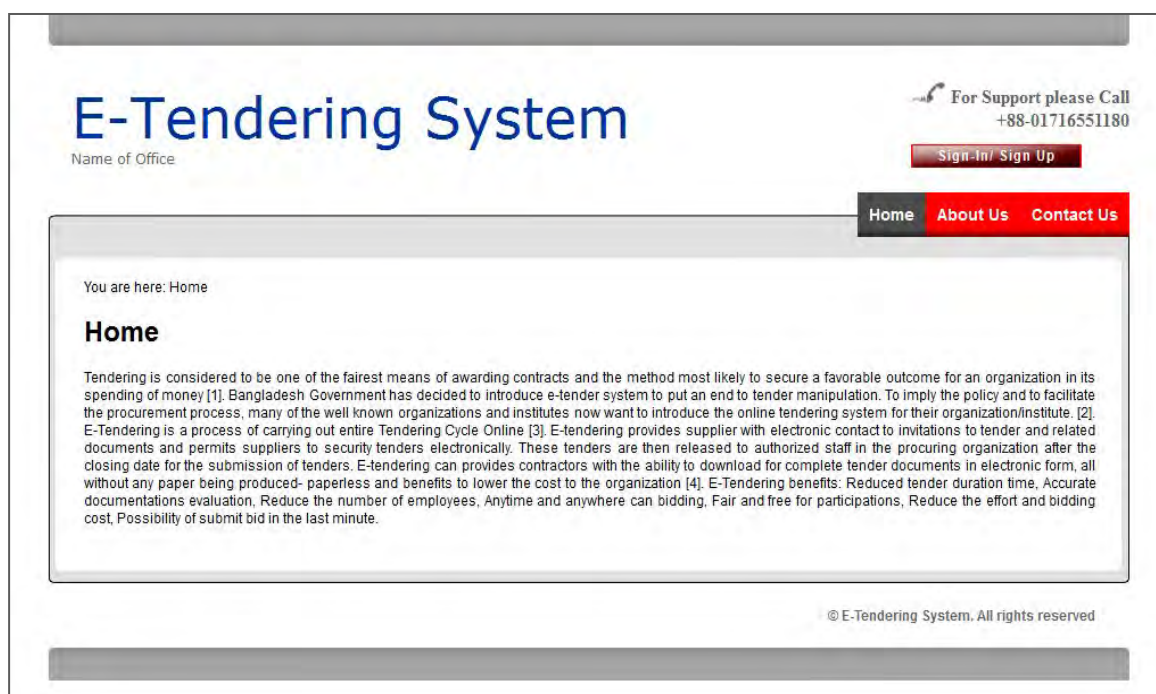 E-Tendering System
Name of Office
For Support please Call
+88-01716551180
Sign-In/ Sign Up
Home About Us Contact Us
You are here: Home
Home
Tendering is considered to be one of the fairest means of awarding contracts and the method most likely to secure a favorable outcome for an organization in its
spending of money [1]. Bangladesh Government has decided to introduce e-tender system to put an end to tender manipulation. To imply the policy and to facilitate
the procurement process, many of the well known organizations and institutes now want to introduce the online tendering system for their organization/institute. [2].
E-Tendering is a process of carrying out entire Tendering Cycle Online [3]. E-tendering provides supplier with electronic contact to invitations to tender and related
documents and permits suppliers to security tenders electronically. These tenders are then released to authorized staff in the procuring organization after the
closing date for the submission of tenders. E-tendering can provides contractors with the ability to download for complete tender documents in electronic form, all
without any paper being produced- paperless and benefits to lower the cost to the organization [4]. E-Tendering benefits: Reduced tender duration time, Accurate
documentations evaluation, Reduce the number of employees, Anytime and anywhere can bidding, Fair and free for participations, Reduce the effort and bidding
cost, Possibility of submit bid in the last minute.
© E-Tendering System. All rights reserved